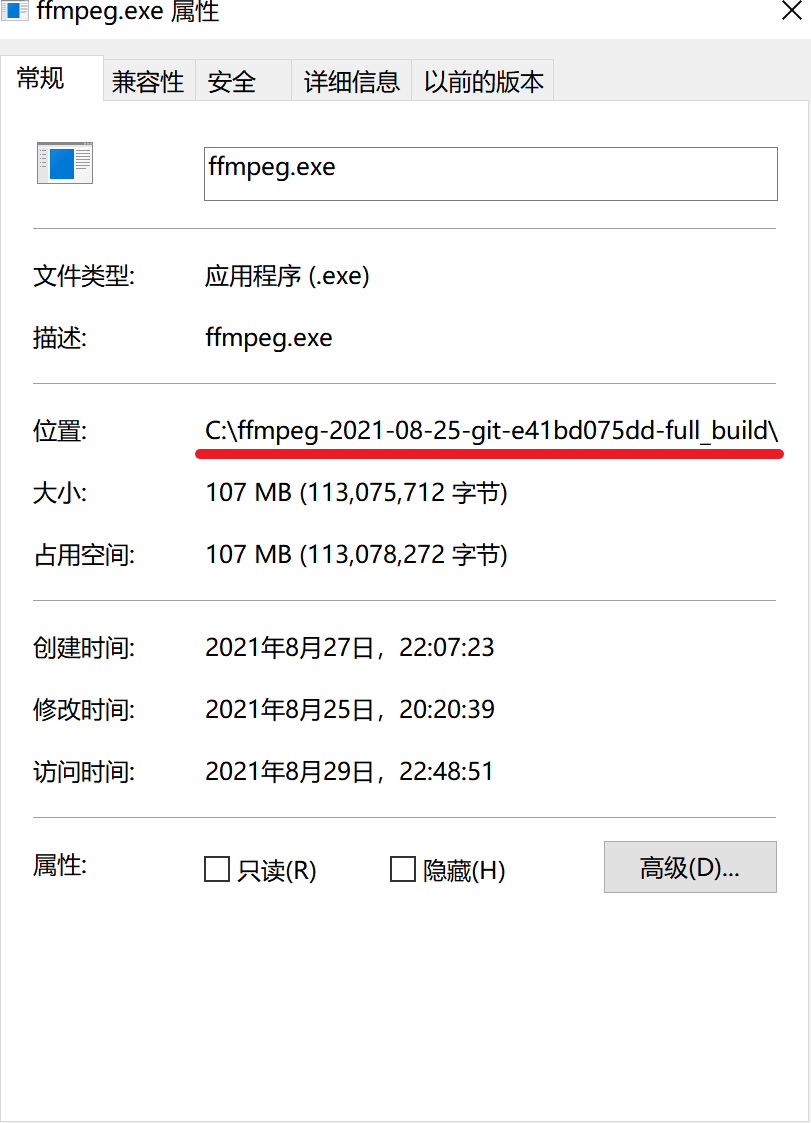 ffmpeg.exe 属性
常规 兼容性 安全 详细信息 以前的版本
ffmpeg.exe
文件类型: 应用程序 (.exe)
描述: ffmpeg.exe
位置: C:\ffmpeg-2021-08-25-git-e41bd075dd-full_build\
大小: 107 MB (113,075,712 字节)
占用空间: 107 MB (113,078,272 字节)
创建时间: 2021年8月27日，22:07:23
修改时间: 2021年8月25日，20:20:39
访问时间: 2021年8月29日，22:48:51
属性: 只读(R) 隐藏(H) 高级(D)...